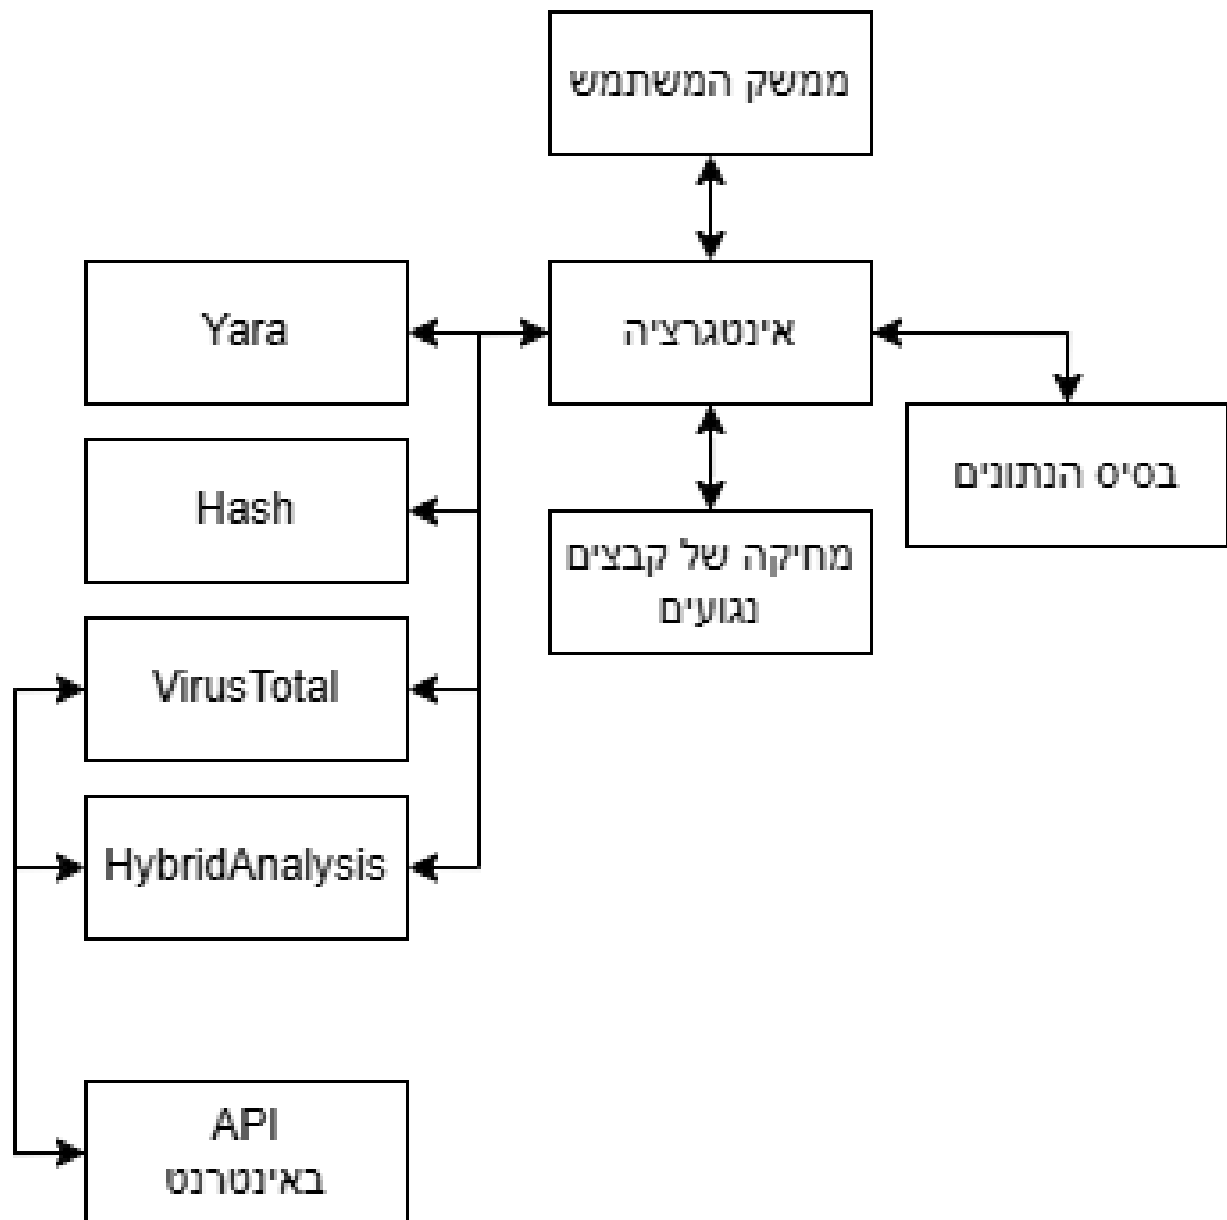 ממשק המשתמש
Yara
אינטגרציה
Hash
בסיס הנתונים
מחיקה של קבצים
נגועים
VirusTotal
HybridAnalysis
API
באינטרנט